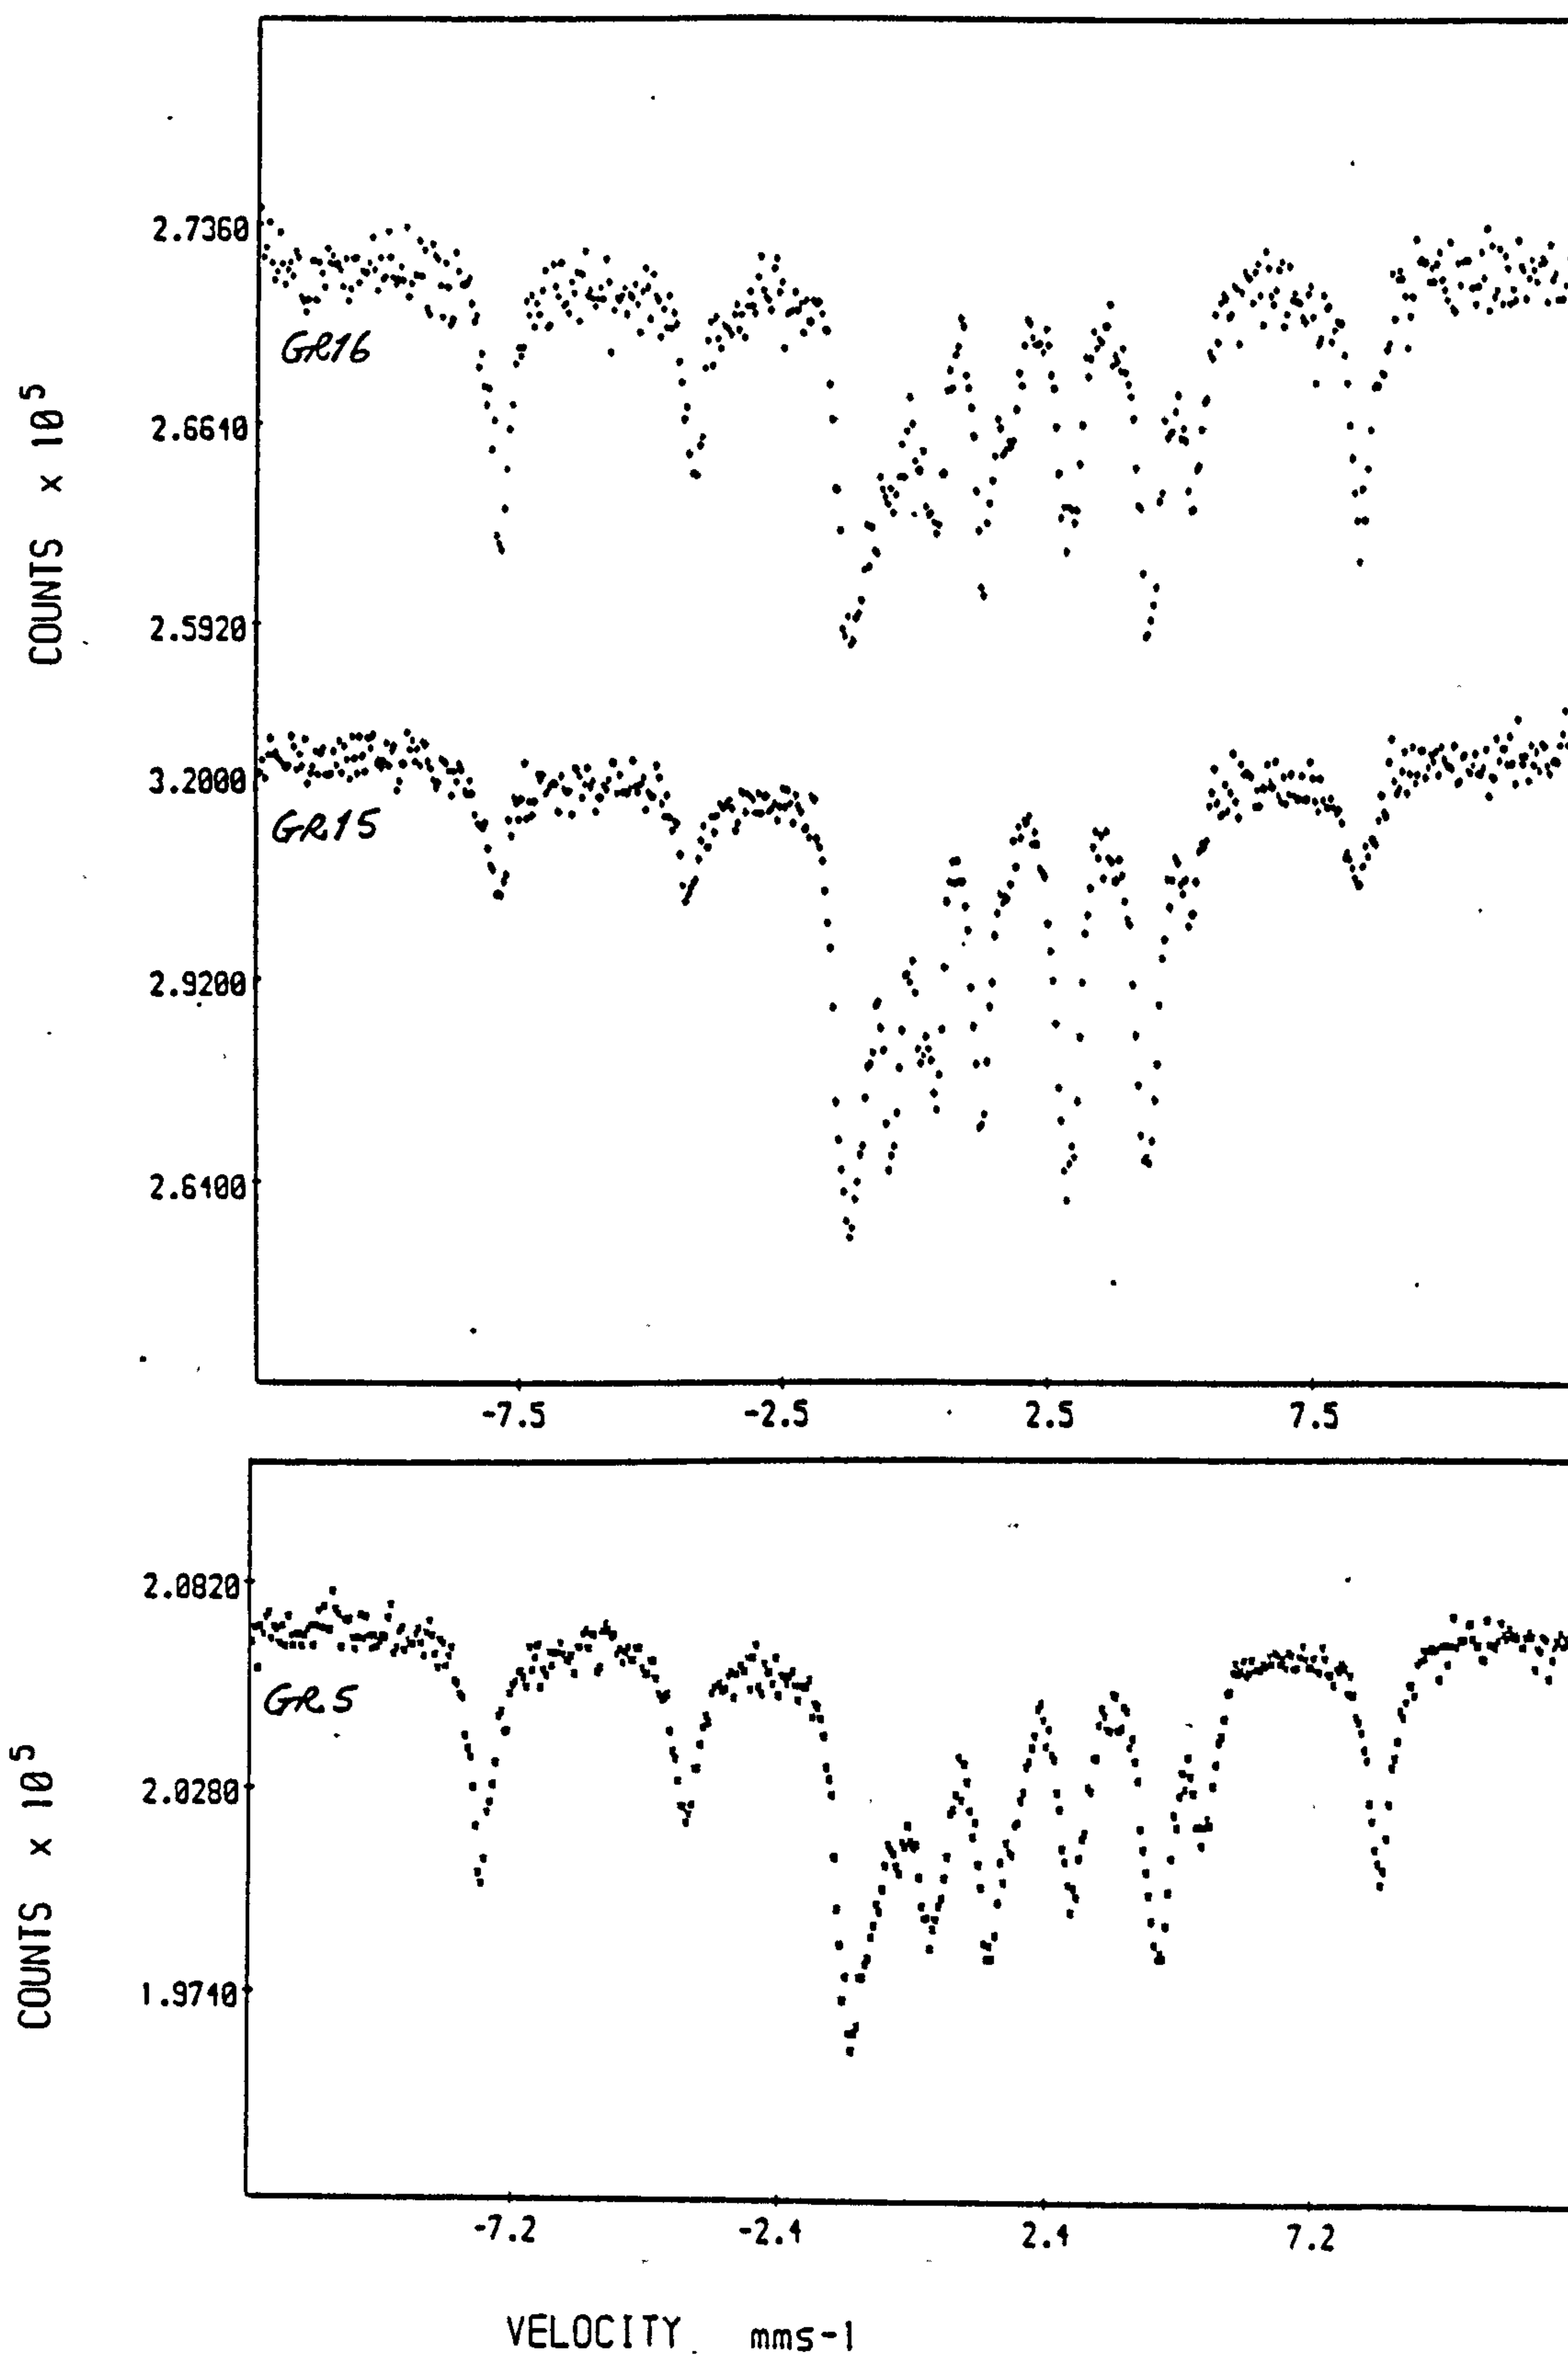 COUNTS x 10^5
2.7360
GR16
2.6640
2.5920
3.2000
GR15
2.9200
2.6400
-7.5 -2.5 2.5 7.5
COUNTS x 10^5
2.0820
GR5
2.0280
1.9740
-7.2 -2.4 2.4 7.2
VELOCITY mms-1